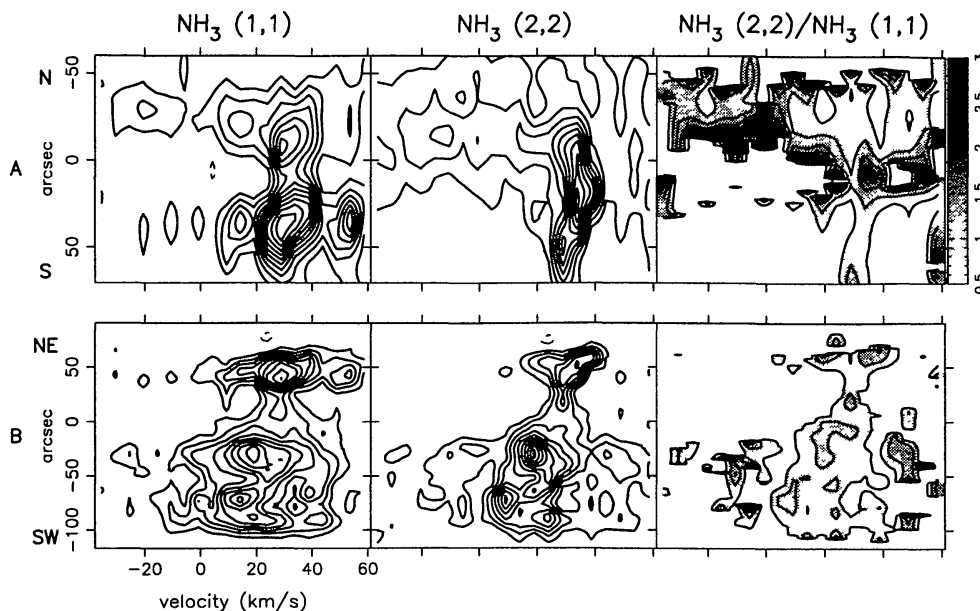 NH₃ (1,1) NH₃ (2,2) NH₃ (2,2)/NH₃ (1,1)
N
−50
A
arcsec
0
50
S
0.5 1 1.5 2 2.5 3
NE
50
B
arcsec
0
−50
SW
−100
−20 0 20 40 60
velocity (km/s)